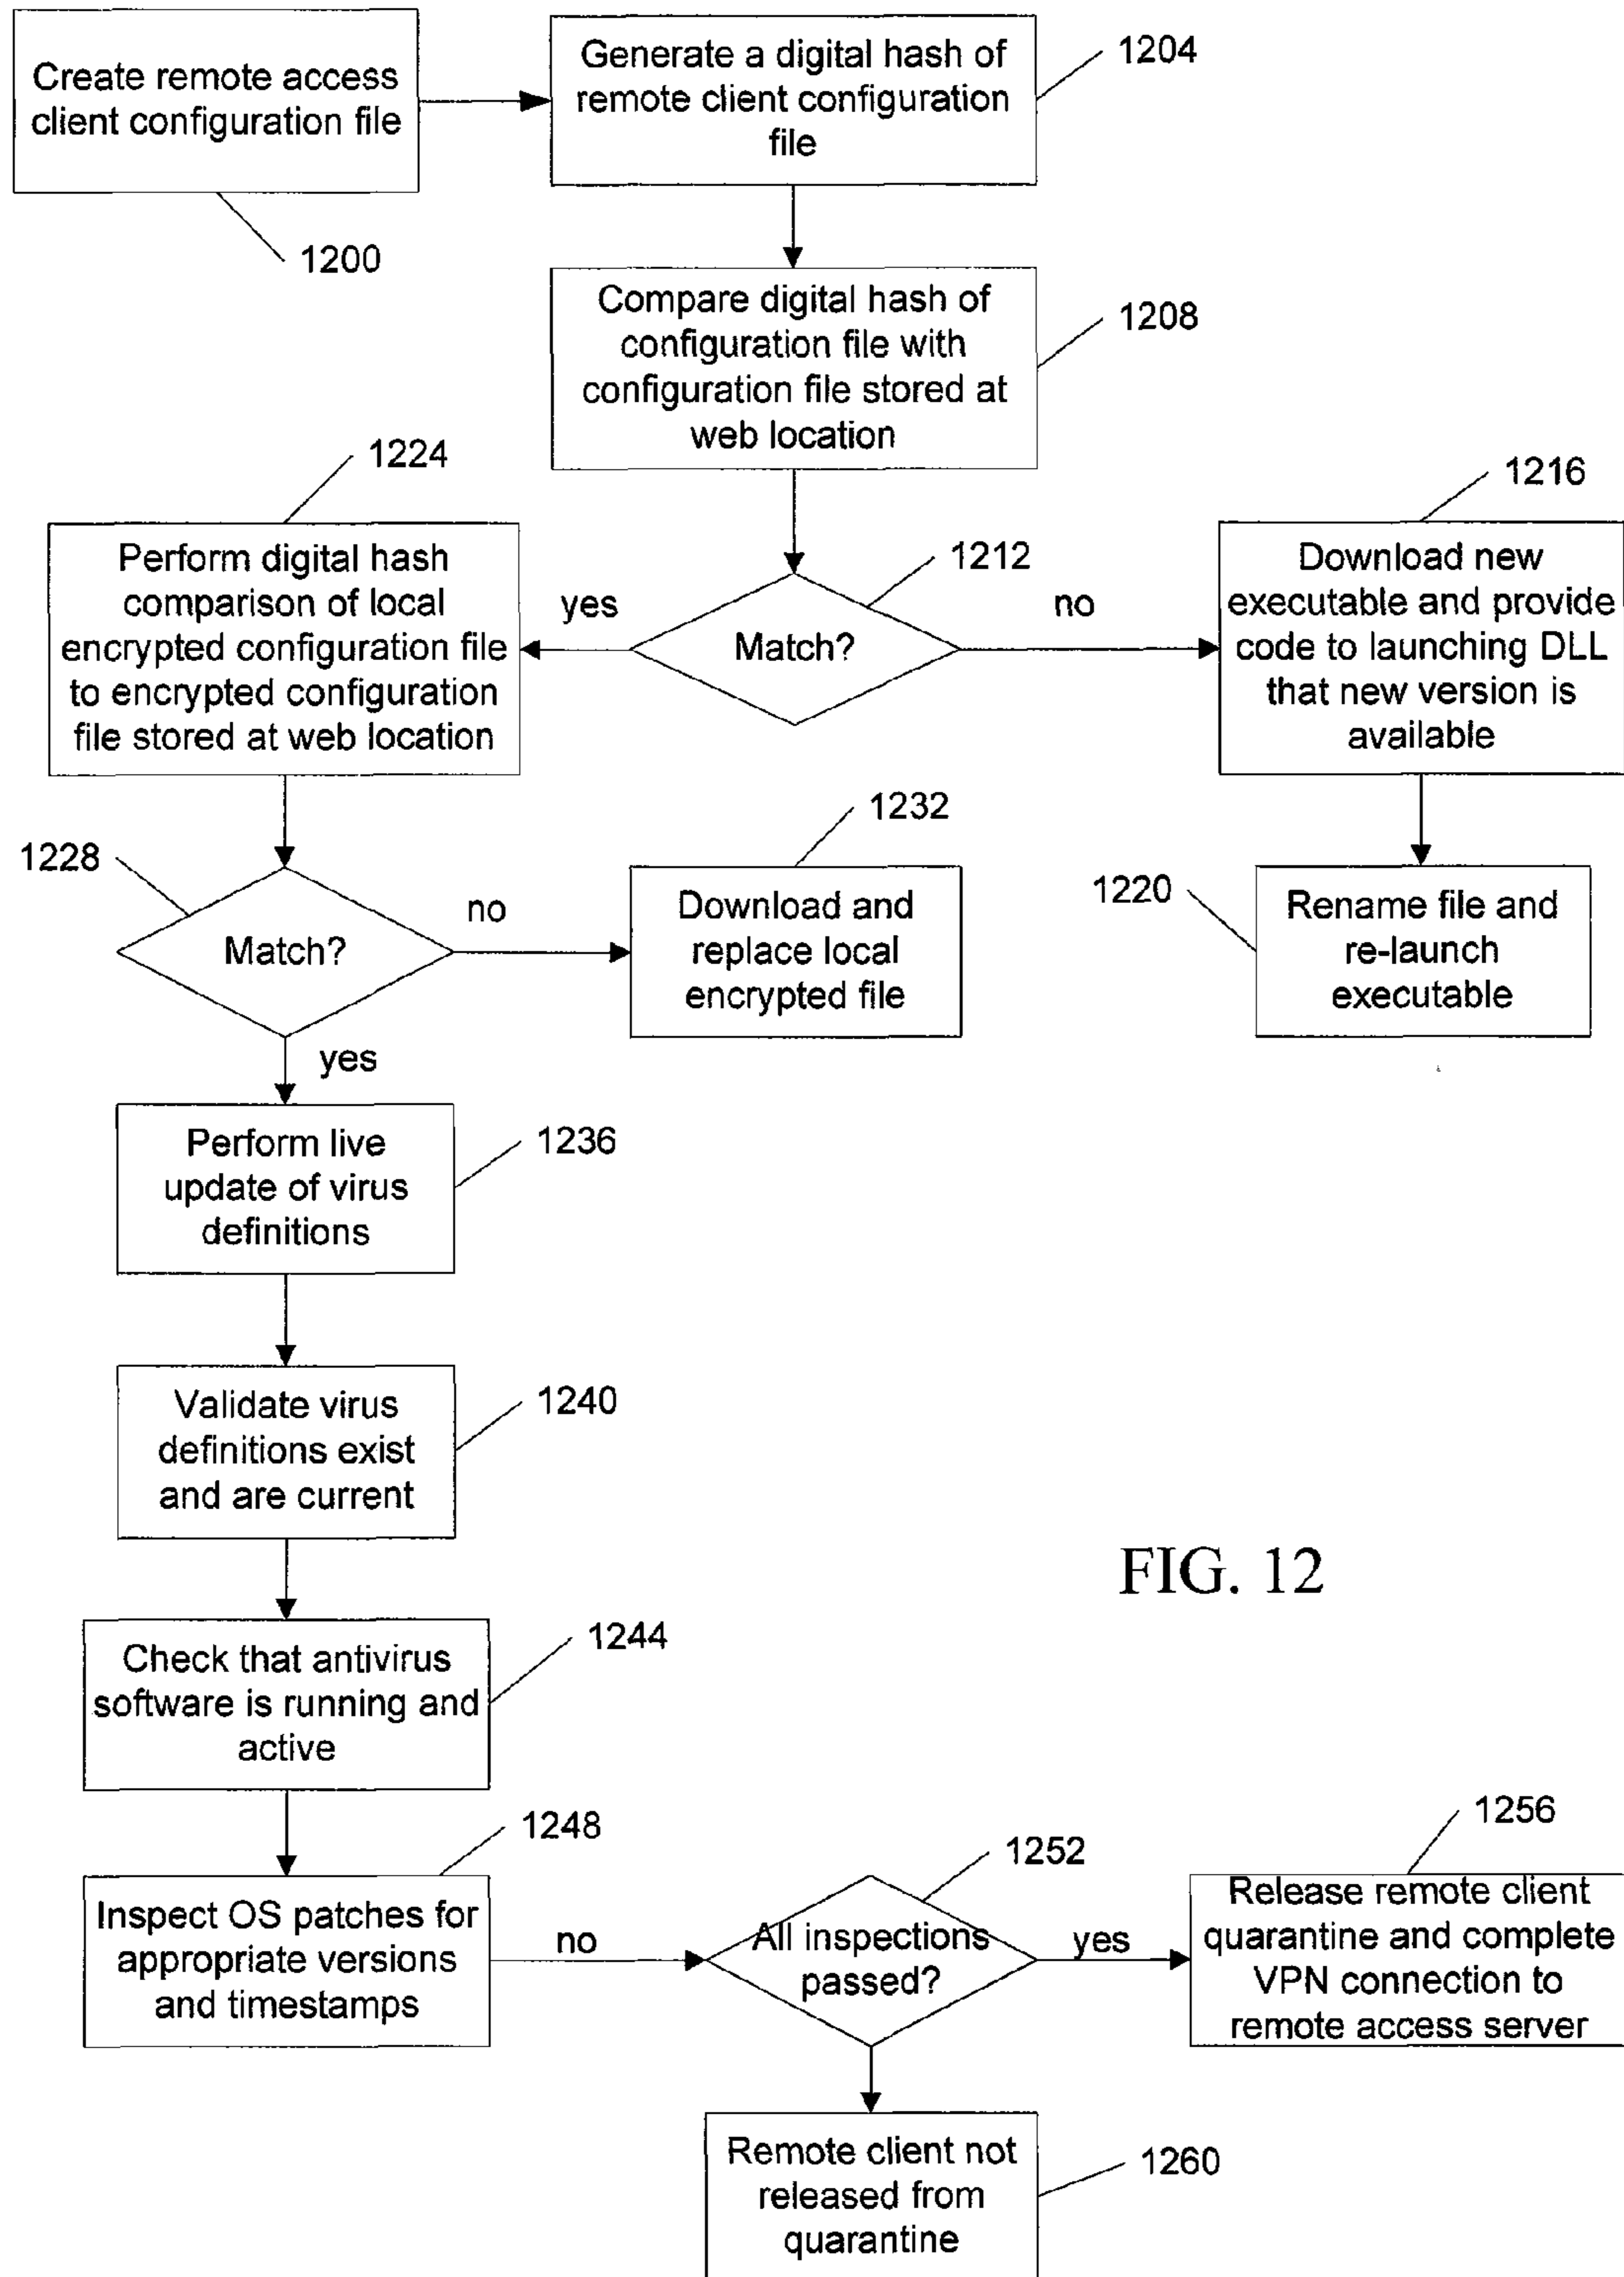 Create remote access
client configuration file
1200
Generate a digital hash of
remote client configuration
file
1204
Compare digital hash of
configuration file with
configuration file stored at
web location
1208
1224
Perform digital hash
comparison of local
encrypted configuration file
to encrypted configuration
file stored at web location
yes
Match?
1212
no
1216
Download new
executable and provide
code to launching DLL
that new version is
available
1228
Match?
no
1232
Download and
replace local
encrypted file
1220
Rename file and
re-launch
executable
yes
Perform live
update of virus
definitions
1236
Validate virus
definitions exist
and are current
1240
FIG. 12
Check that antivirus
software is running and
active
1244
1248
Inspect OS patches for
appropriate versions
and timestamps
no
1252
All inspections
passed?
yes
1256
Release remote client
quarantine and complete
VPN connection to
remote access server
Remote client not
released from
quarantine
1260